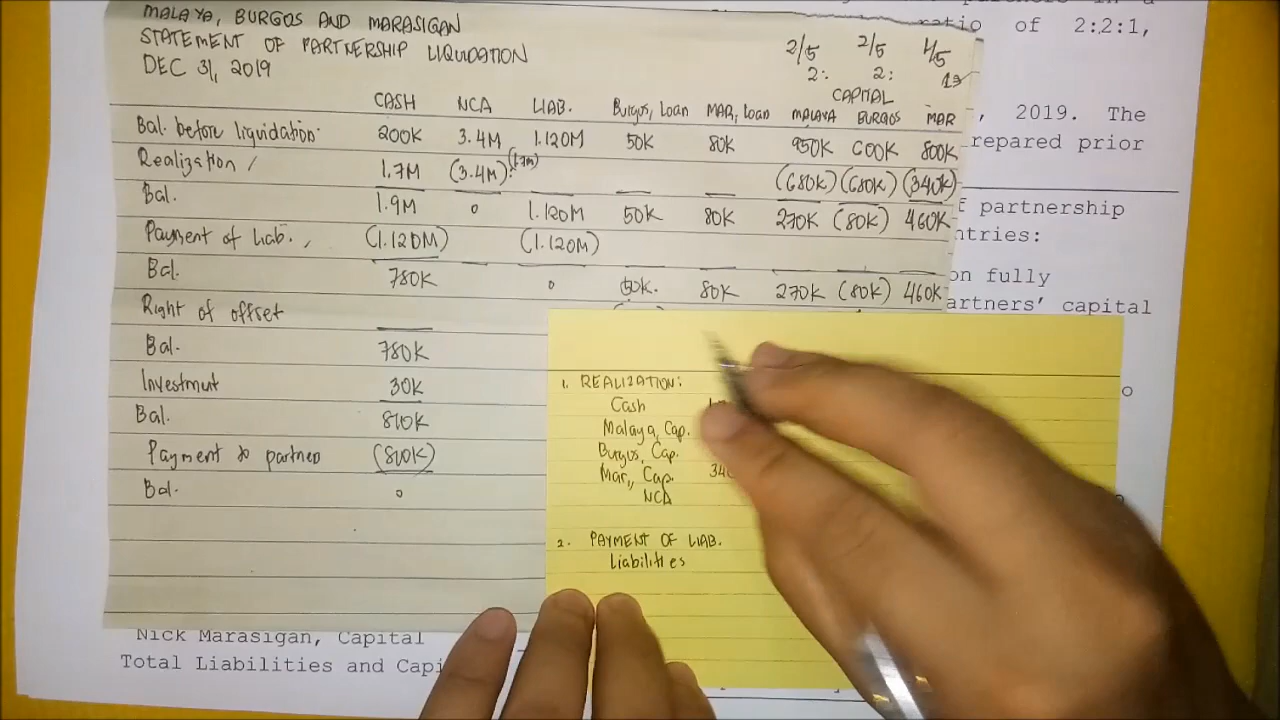 MALAYA, BURGOS AND MARASIGAN
STATEMENT OF PARTNERSHIP LIQUIDATION
DEC 31, 2019
ratio of 2:2:1,
2/5 2/5 1/5
2: 2:
CAPITAL
CASH NCA LIAB. Burgos, Loan MAR, Loan MALAYA BURGOS MAR
, 2019. The
Bal. before liquidation 200K 3.4M 1.120M 50K 80K 950K 600K 800K
repared prior
Realization 1.7M (3.4M) (1.7M) (680K) (680K) (340K)
Bal. 1.9M 0 1.120M 50K 80K 270K (80K) 460K
partnership
Payment of Liab. (1.120M) (1.120M)
ntries:
Bal. 780K 0 50K. 80K 270K (80K) 460K
on fully
artners' capital
Right of offset
Bal. 780K
Investment 30K
Bal. 810K
Payment to partners (810K)
Bal. 0
1. REALIZATION:
Cash
Malaya, Cap.
Burgos, Cap.
Mar., Cap. 340
NCA
2. PAYMENT OF LIAB.
Liabilities
o
Nick Marasigan, Capital
Total Liabilities and Capi